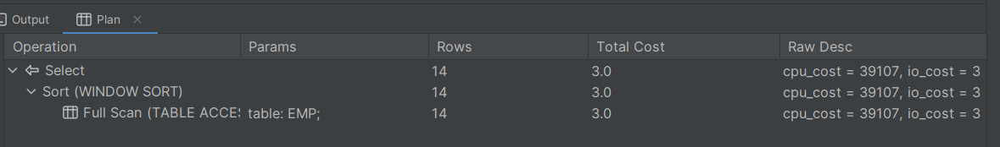 Output Plan
Operation Params Rows Total Cost Raw Desc
Select 14 3.0 cpu_cost = 39107, io_cost = 3
Sort (WINDOW SORT) 14 3.0 cpu_cost = 39107, io_cost = 3
Full Scan (TABLE ACCES table: EMP; 14 3.0 cpu_cost = 39107, io_cost = 3